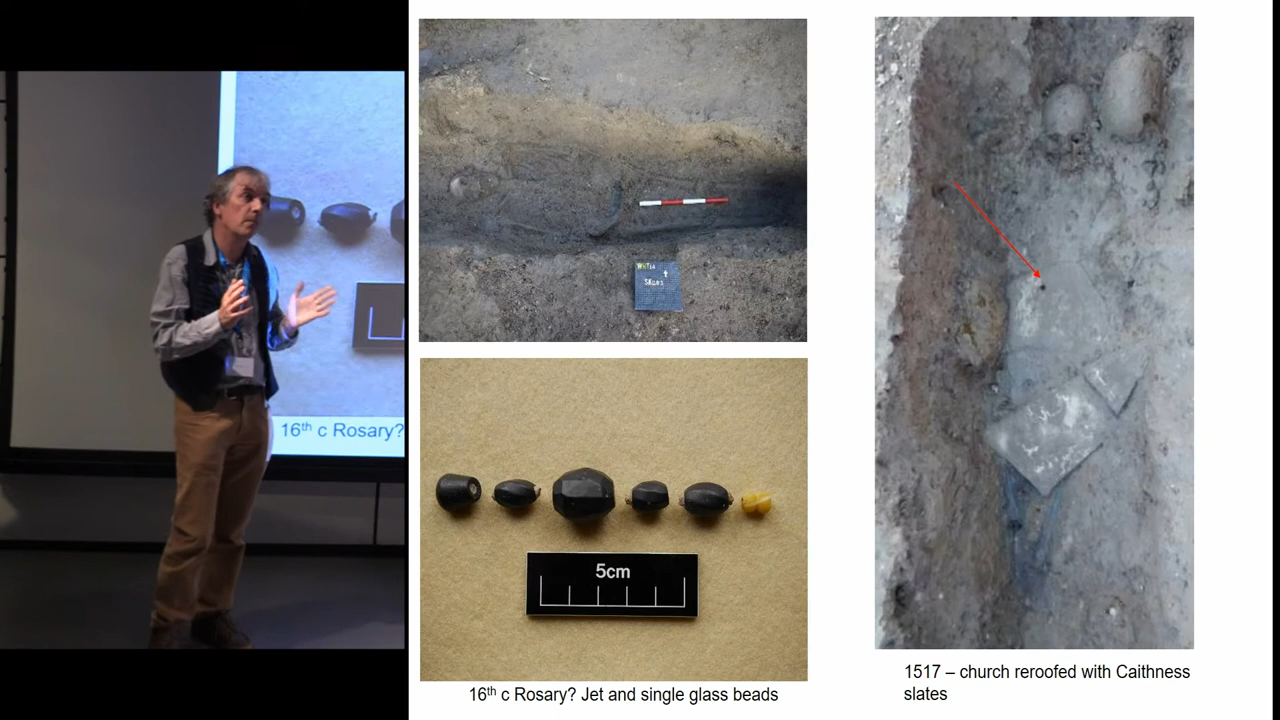 16th c Rosary?
5cm
16th c Rosary? Jet and single glass beads
1517 – church reroofed with Caithness
slates